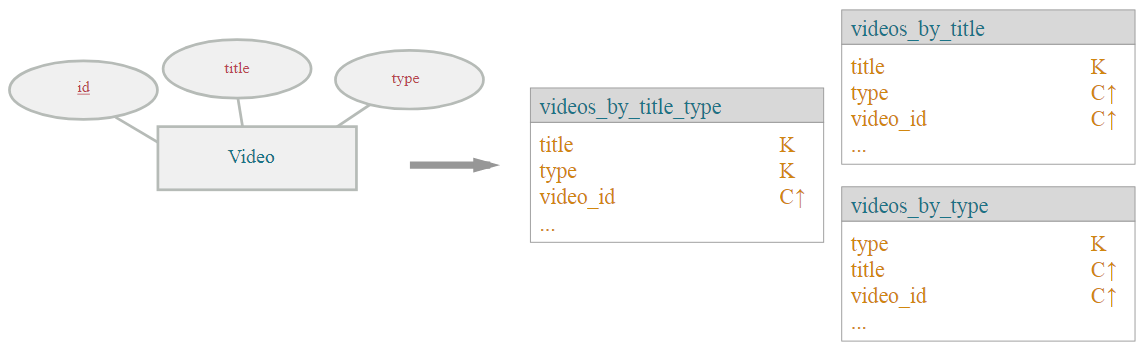 id
title
type
Video
videos_by_title_type
title K
type K
video_id C↑
...
videos_by_title
title K
type C↑
video_id C↑
...
videos_by_type
type K
title C↑
video_id C↑
...